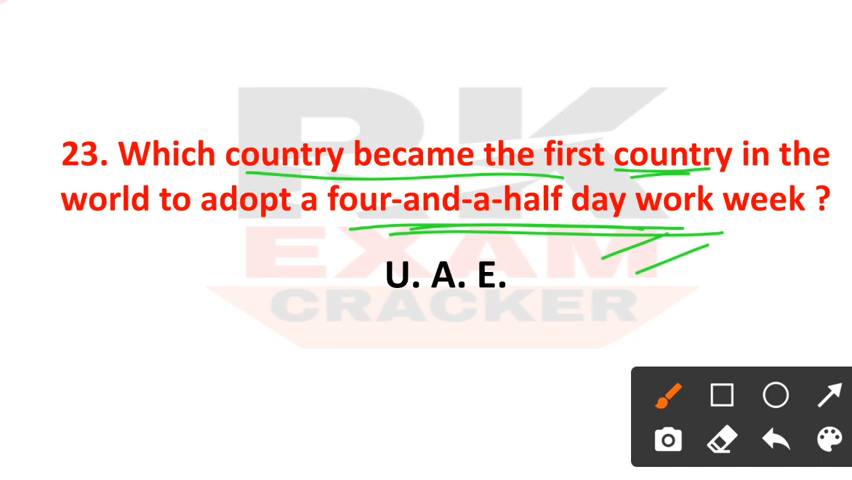 23. Which country became the first country in the
world to adopt a four-and-a-half day work week ?
U. A. E.
RK
EXAM
CRACKER